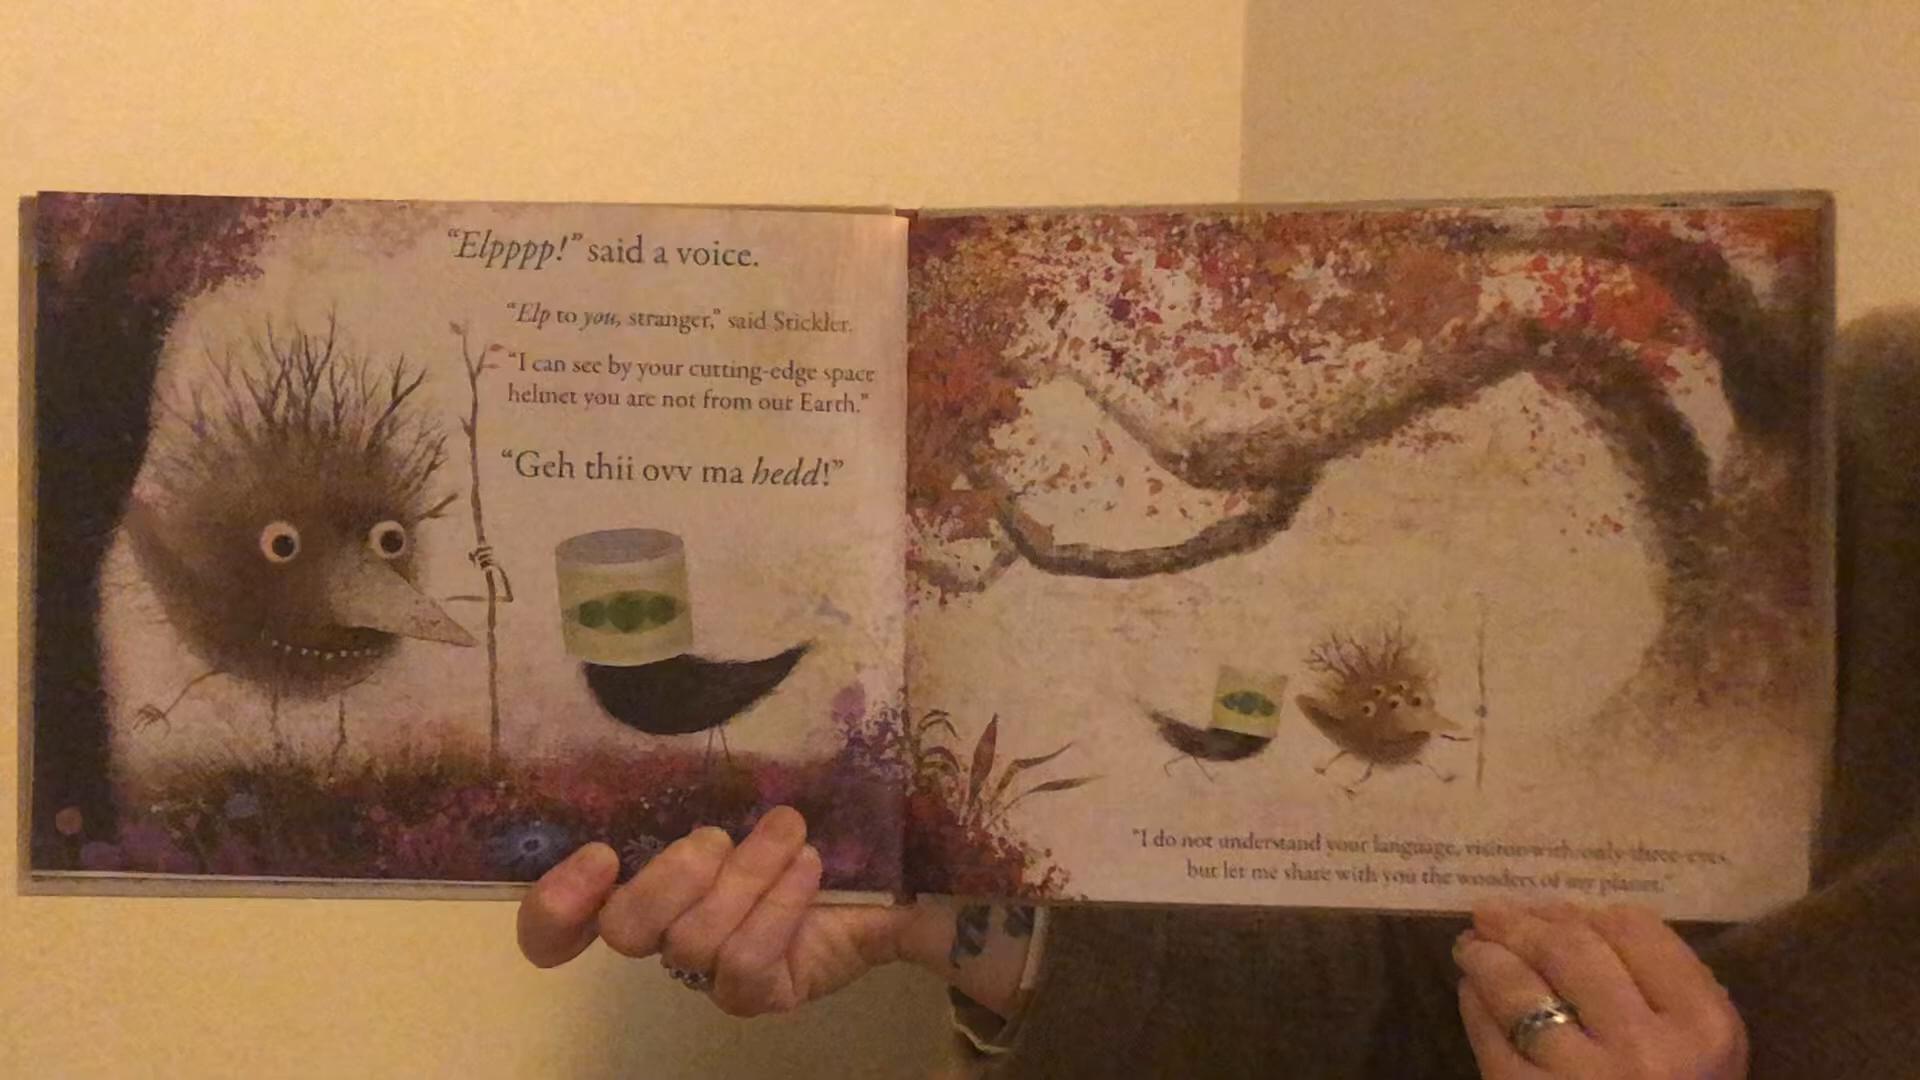 “Elpppp!” said a voice.
“Elp to you, stranger,” said Stickler.
“I can see by your cutting-edge space
helmet you are not from our Earth.”
“Geh thii ovv ma hedd!”
“I do not understand your language, visitor with only three eyes,
but let me share with you the wonders of my planet.”